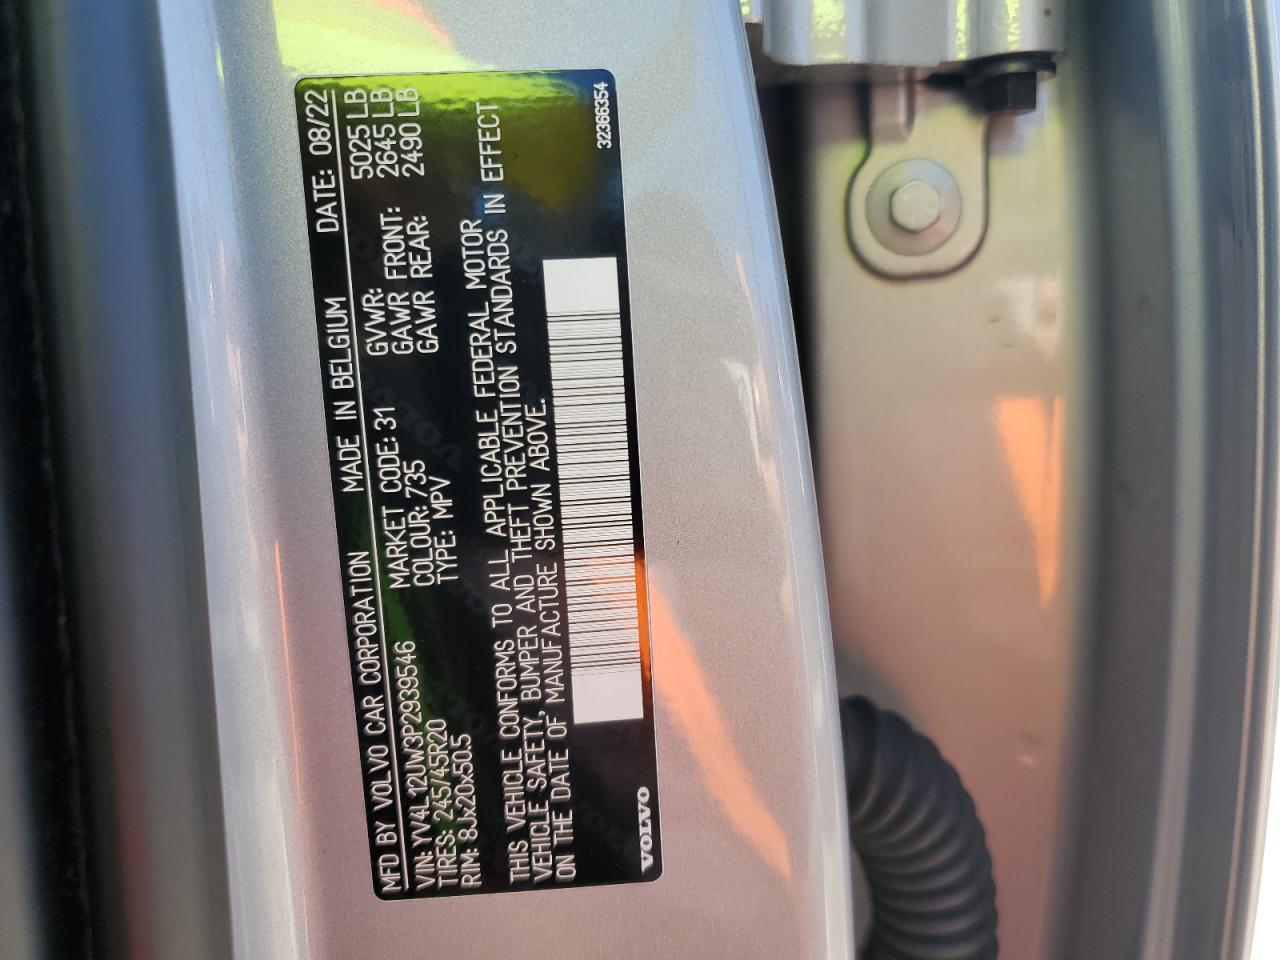 MFD BY VOLVO CAR CORPORATION MADE IN BELGIUM DATE: 08/22
VIN: YV4L12UW3P2939546 MARKET CODE: 31 GVWR: 5025 LB
TIRES: 245/45R20 COLOUR: 735 GAWR FRONT: 2645 LB
RIM: 8Jx20x50.5 TYPE: MPV GAWR REAR: 2490 LB
THIS VEHICLE CONFORMS TO ALL APPLICABLE FEDERAL MOTOR
VEHICLE SAFETY, BUMPER AND THEFT PREVENTION STANDARDS IN EFFECT
ON THE DATE OF MANUFACTURE SHOWN ABOVE.
VOLVO 32366354